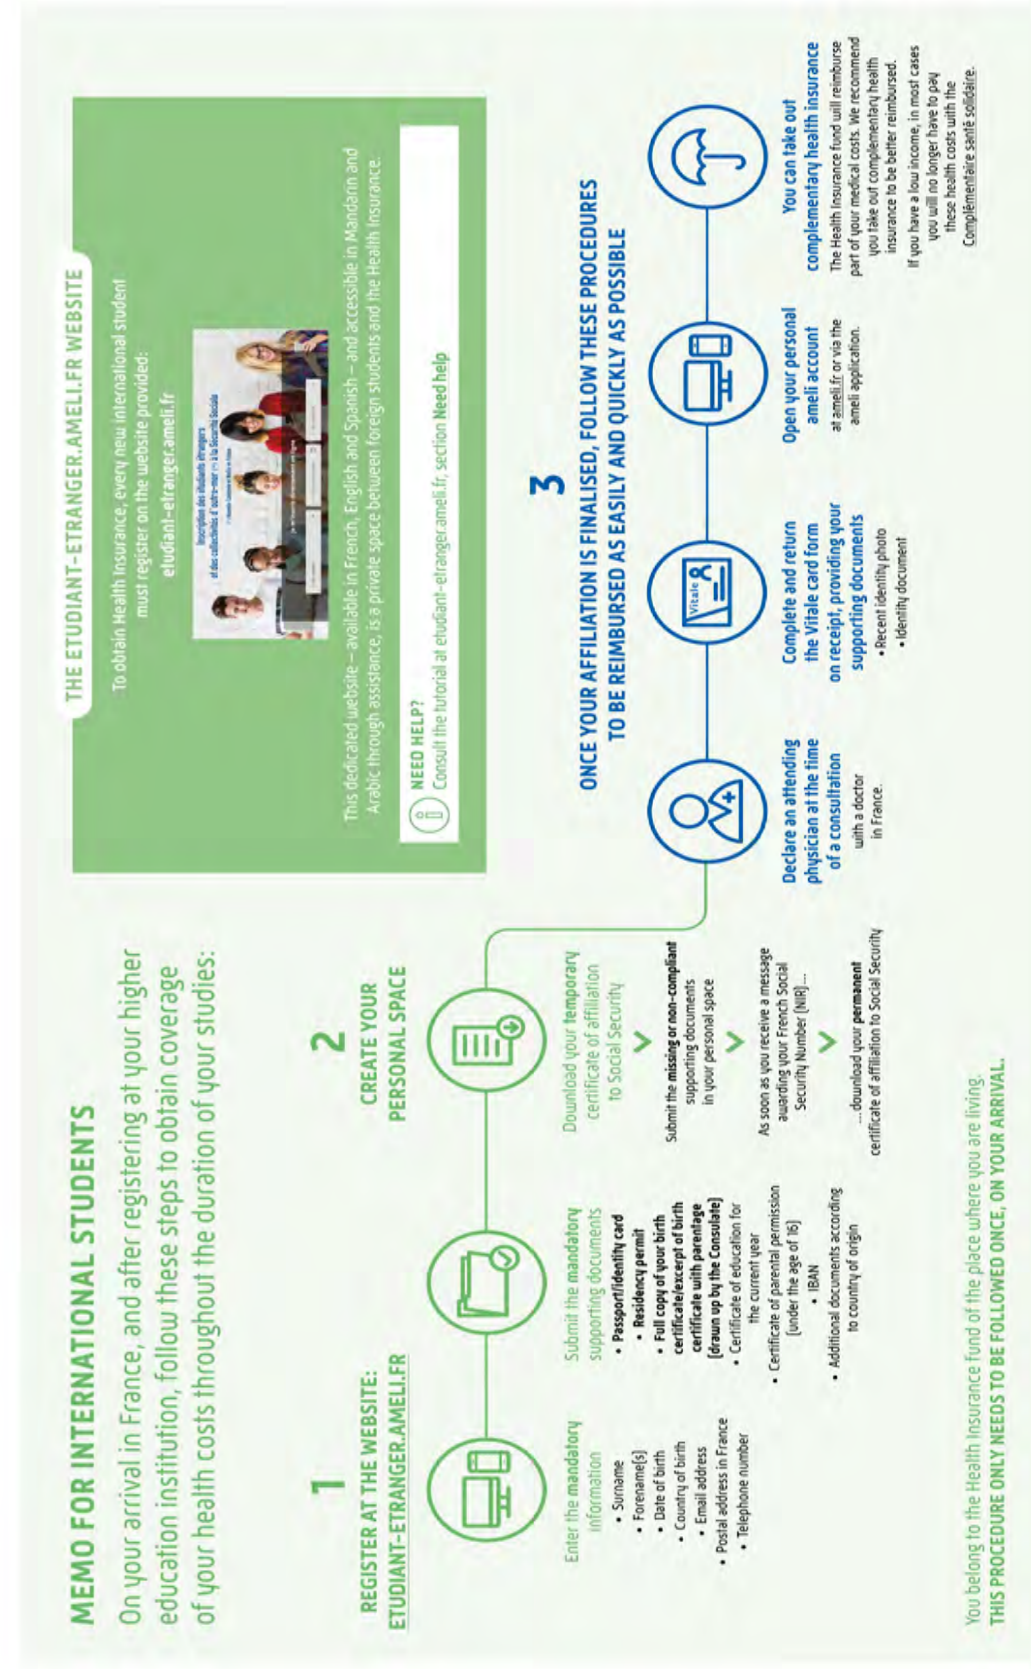 MEMO FOR INTERNATIONAL STUDENTS
On your arrival in France, and after registering at your higher
education institution, follow these steps to obtain coverage
of your health costs throughout the duration of your studies:
THE ETUDIANT-ETRANGER.AMELI.FR WEBSITE
To obtain Health Insurance, every new international student
must register on the website provided:
etudiant-etranger.ameli.fr
Inscription des étudiants étrangers
et des collectivités d'outre-mer à la Sécurité Sociale
This dedicated website – available in French, English and Spanish – and accessible in Mandarin and
Arabic through assistance, is a private space between foreign students and the Health Insurance.
NEED HELP?
Consult the tutorial at etudiant-etranger.ameli.fr, section Need help
1
REGISTER AT THE WEBSITE:
ETUDIANT-ETRANGER.AMELI.FR
Enter the mandatory
information
• Surname
• Forename(s)
• Date of birth
• Country of birth
• Email address
• Postal address in France
• Telephone number
Submit the mandatory
supporting documents
• Passport/identity card
• Residency permit
• Full copy of your birth
certificate/excerpt of birth
certificate with parentage
(drawn up by the Consulate)
• Certificate of education for
the current year
• Certificate of parental permission
(under the age of 16)
• IBAN
• Additional documents according
to country of origin
2
CREATE YOUR
PERSONAL SPACE
Download your temporary
certificate of affiliation
to Social Security
Submit the missing or non-compliant
supporting documents
in your personal space
As soon as you receive a message
awarding your French Social
Security Number (NIR)...
... download your permanent
certificate of affiliation to Social Security
3
ONCE YOUR AFFILIATION IS FINALISED, FOLLOW THESE PROCEDURES
TO BE REIMBURSED AS EASILY AND QUICKLY AS POSSIBLE
Declare an attending
physician at the time
of a consultation
with a doctor
in France.
Vitale
Complete and return
the Vitale card form
on receipt, providing your
supporting documents
• Recent identity photo
• Identity document
Open your personal
ameli account
at ameli.fr or via the
ameli application.
You can take out
complementary health insurance
The Health Insurance fund will reimburse
part of your medical costs. We recommend
you take out complementary health
insurance to be better reimbursed.
If you have a low income, in most cases
you will no longer have to pay
these health costs with the
Complémentaire santé solidaire.
You belong to the Health Insurance fund of the place where you are living.
THIS PROCEDURE ONLY NEEDS TO BE FOLLOWED ONCE, ON YOUR ARRIVAL.